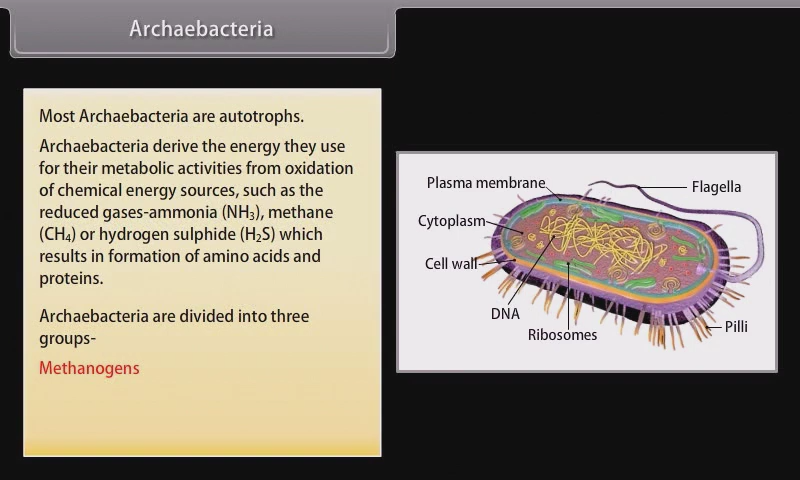 Archaebacteria
Most Archaebacteria are autotrophs.
Archaebacteria derive the energy they use
for their metabolic activities from oxidation
of chemical energy sources, such as the
reduced gases-ammonia (NH₃), methane
(CH₄) or hydrogen sulphide (H₂S) which
results in formation of amino acids and
proteins.
Archaebacteria are divided into three
groups-
Methanogens
Plasma membrane
Flagella
Cytoplasm
Cell wall
DNA
Ribosomes
Pilli